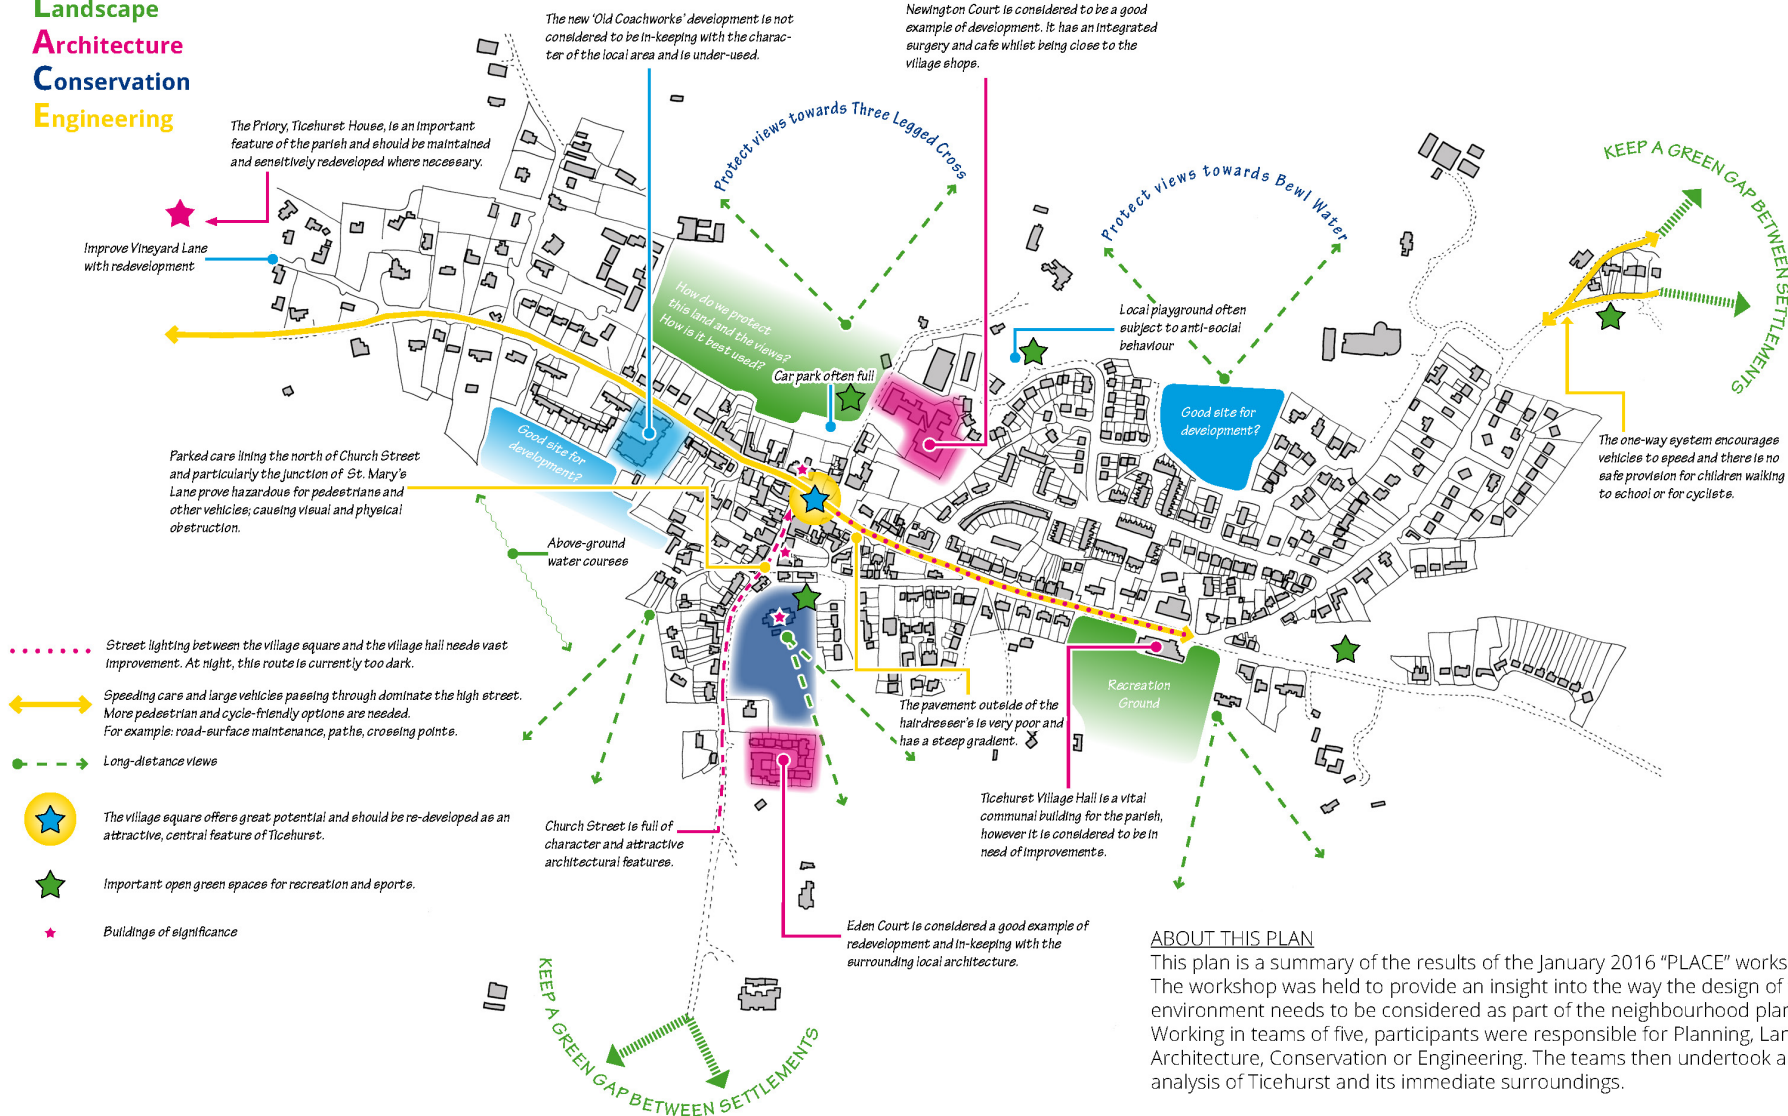 Landscape
Architecture
Conservation
Engineering
The new 'Old Coachworks' development is not
considered to be in-keeping with the charac-
ter of the local area and is under-used.
Newington Court is considered to be a good
example of development. It has an integrated
surgery and cafe whilst being close to the
village shops.
The Priory, Ticehurst House, is an important
feature of the parish and should be maintained
and sensitively redeveloped where necessary.
Improve Vineyard Lane
with redevelopment
Protect views towards Three Legged Cross
Protect views towards Bewl Water
KEEP A GREEN GAP BETWEEN SETTLEMENTS
How do we protect
this land and the views?
How is it best used?
Car park often full
Local playground often
subject to anti-social
behaviour
Good site for
development?
Good site for
development?
The one-way system encourages
vehicles to speed and there is no
safe provision for children walking
to school or for cyclists.
Parked cars lining the north of Church Street
and particularly the junction of St. Mary's
Lane prove hazardous for pedestrians and
other vehicles; causing visual and physical
obstruction.
Above-ground
water courses
Street lighting between the village square and the village hall needs vast
improvement. At night, this route is currently too dark.
Speeding cars and large vehicles passing through dominate the high street.
More pedestrian and cycle-friendly options are needed.
For example: road-surface maintenance, paths, crossing points.
Long-distance views
The village square offers great potential and should be re-developed as an
attractive, central feature of Ticehurst.
Important open green spaces for recreation and sports.
Buildings of significance
Recreation
Ground
The pavement outside of the
hairdresser's is very poor and
has a steep gradient.
Ticehurst Village Hall is a vital
communal building for the parish,
however it is considered to be in
need of improvements.
Church Street is full of
character and attractive
architectural features.
Eden Court is considered a good example of
redevelopment and in-keeping with the
surrounding local architecture.
KEEP A GREEN GAP BETWEEN SETTLEMENTS
ABOUT THIS PLAN
This plan is a summary of the results of the January 2016 "PLACE" works
The workshop was held to provide an insight into the way the design of
environment needs to be considered as part of the neighbourhood plan
Working in teams of five, participants were responsible for Planning, Lan
Architecture, Conservation or Engineering. The teams then undertook a
analysis of Ticehurst and its immediate surroundings.